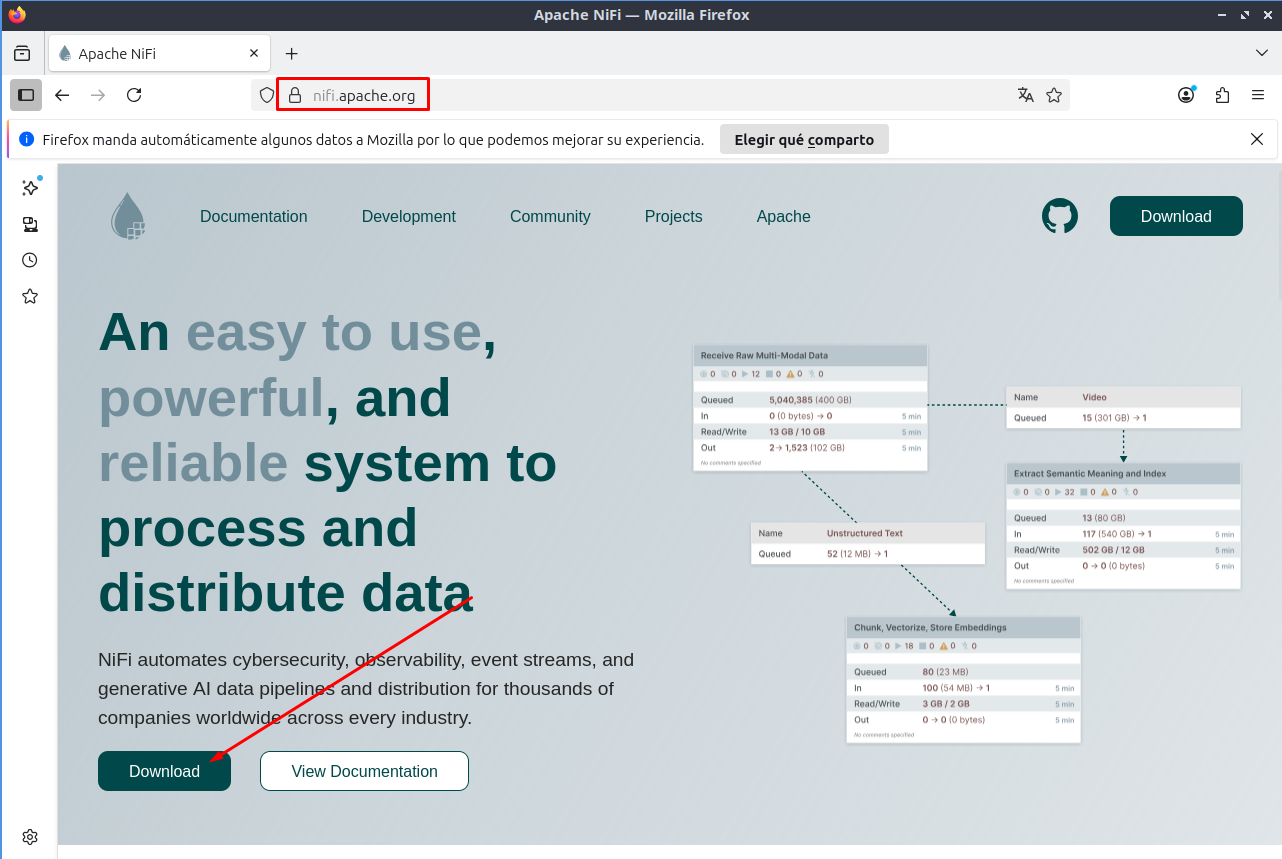 Apache NiFi — Mozilla Firefox
Apache NiFi
nifi.apache.org
Firefox manda automáticamente algunos datos a Mozilla por lo que podemos mejorar su experiencia.
Elegir qué comparto
Documentation
Development
Community
Projects
Apache
Download
An easy to use,
powerful, and
reliable system to
process and
distribute data
NiFi automates cybersecurity, observability, event streams, and
generative AI data pipelines and distribution for thousands of
companies worldwide across every industry.
Download
View Documentation
Receive Raw Multi-Modal Data
0 0 12 0 0 0
Queued 5,040,385 (400 GB)
In 0 (0 bytes) → 0 5 min
Read/Write 13 GB / 10 GB 5 min
Out 2 → 1,523 (102 GB) 5 min
No comments specified
Name Video
Queued 15 (301 GB) → 1
Extract Semantic Meaning and Index
0 0 32 0 0 0
Queued 13 (80 GB)
In 117 (540 GB) → 1 5 min
Read/Write 502 GB / 12 GB 5 min
Out 0 → 0 (0 bytes) 5 min
No comments specified
Name Unstructured Text
Queued 52 (12 MB) → 1
Chunk, Vectorize, Store Embeddings
0 0 18 0 0 0
Queued 80 (23 MB)
In 100 (54 MB) → 1 5 min
Read/Write 3 GB / 2 GB 5 min
Out 0 → 0 (0 bytes) 5 min
No comments specified